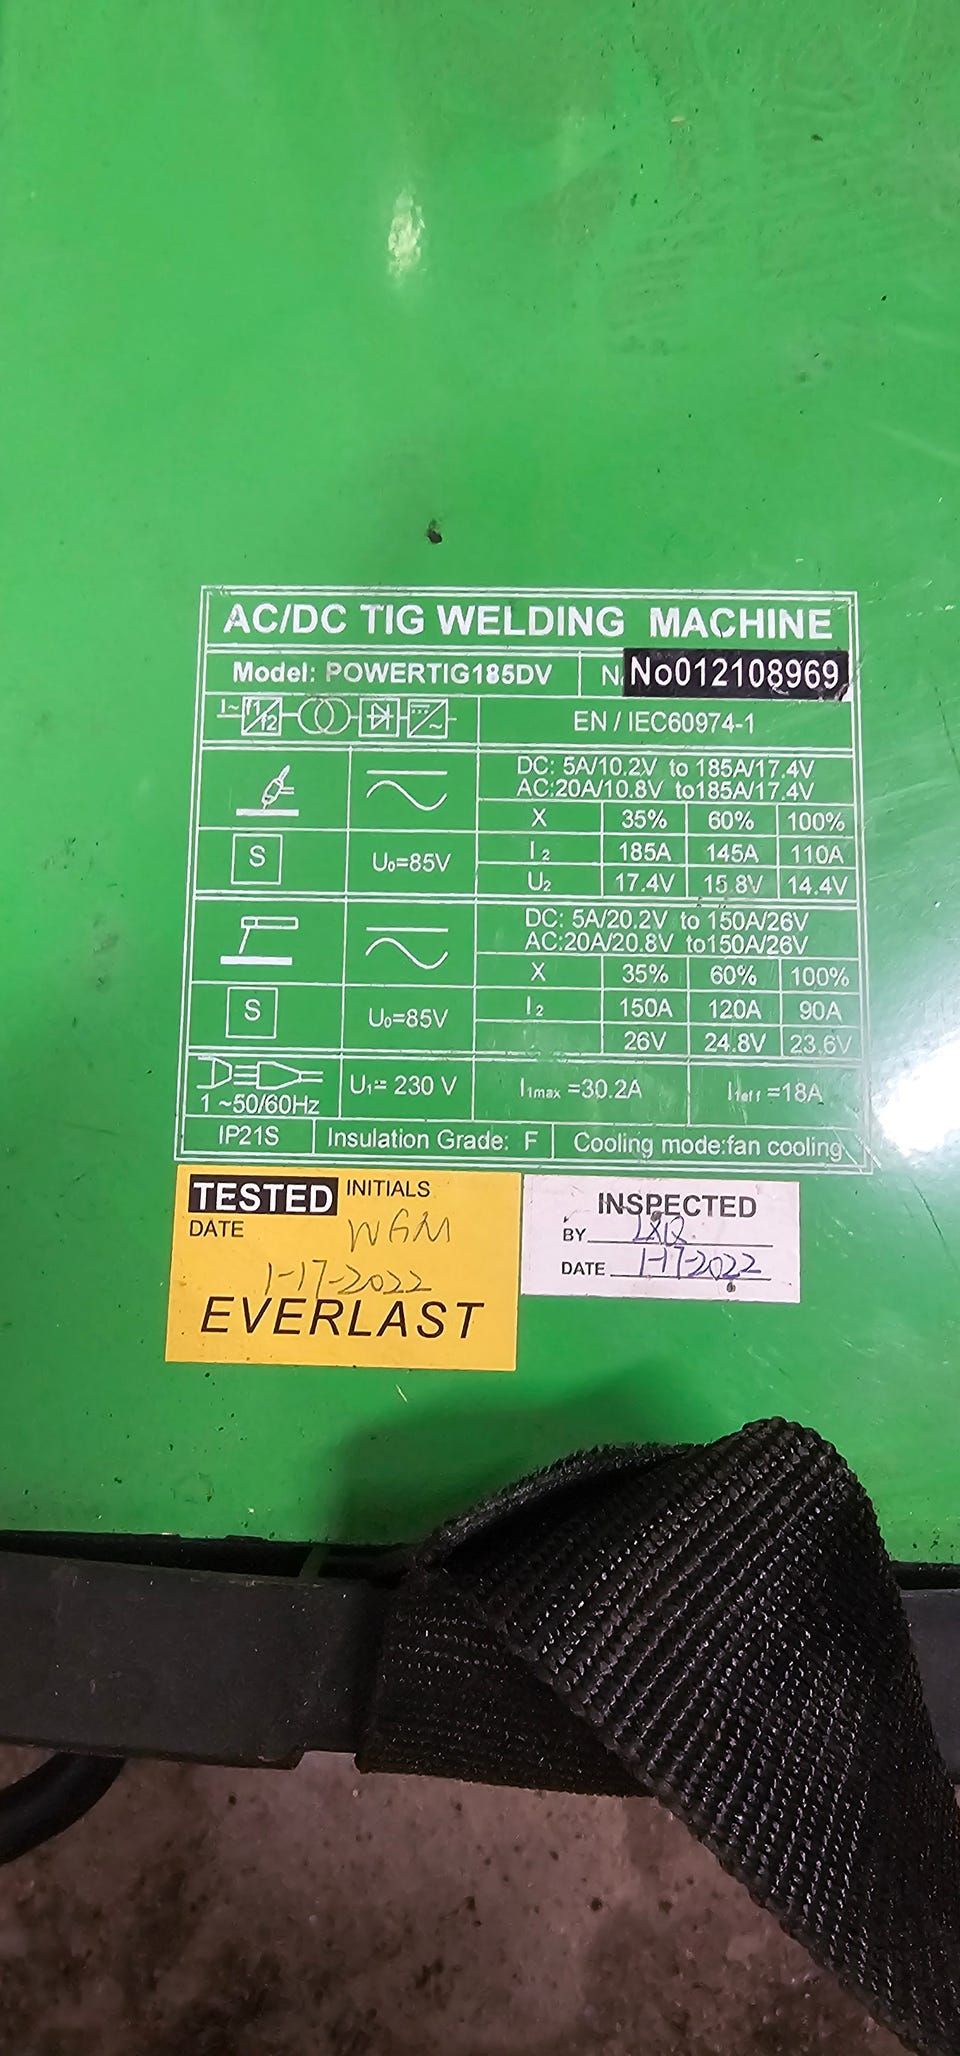 AC/DC TIG WELDING MACHINE
Model: POWERTIG185DV N. No012108969
1~ f1 f2 EN / IEC60974-1
DC: 5A/10.2V to 185A/17.4V
AC:20A/10.8V to185A/17.4V
X 35% 60% 100%
S U₀=85V I₂ 185A 145A 110A
U₂ 17.4V 15.8V 14.4V
DC: 5A/20.2V to 150A/26V
AC:20A/20.8V to150A/26V
X 35% 60% 100%
S U₀=85V I₂ 150A 120A 90A
26V 24.8V 23.6V
1 ~50/60Hz U₁= 230 V I₁max =30.2A I₁eff =18A
IP21S Insulation Grade: F Cooling mode:fan cooling
TESTED INITIALS
DATE WGM
1-17-2022
EVERLAST
INSPECTED
BY LXQ
DATE 1-17-2022